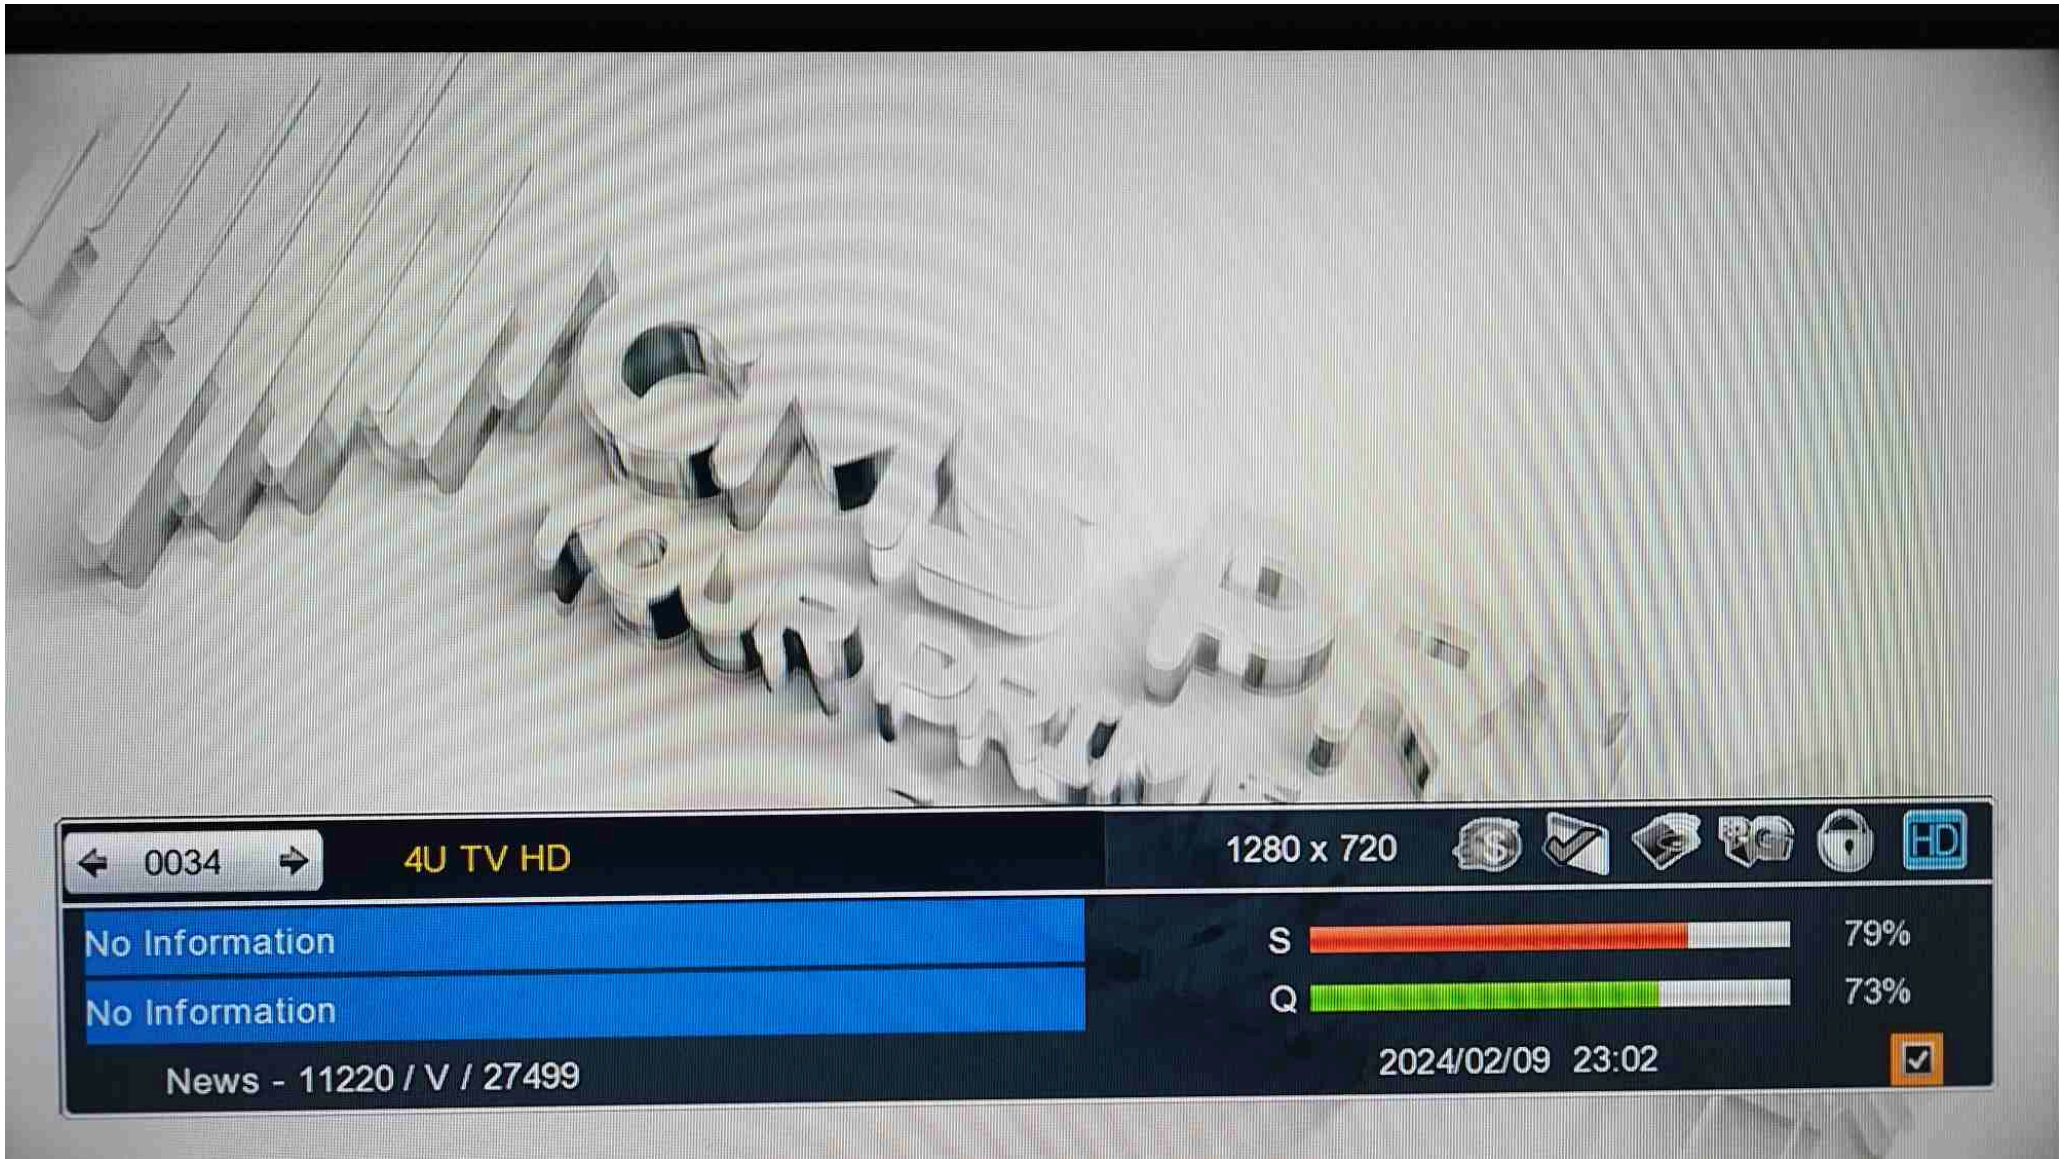 0034
4U TV HD
1280 x 720
HD
No Information
S 79%
No Information
Q 73%
News - 11220 / V / 27499
2024/02/09 23:02